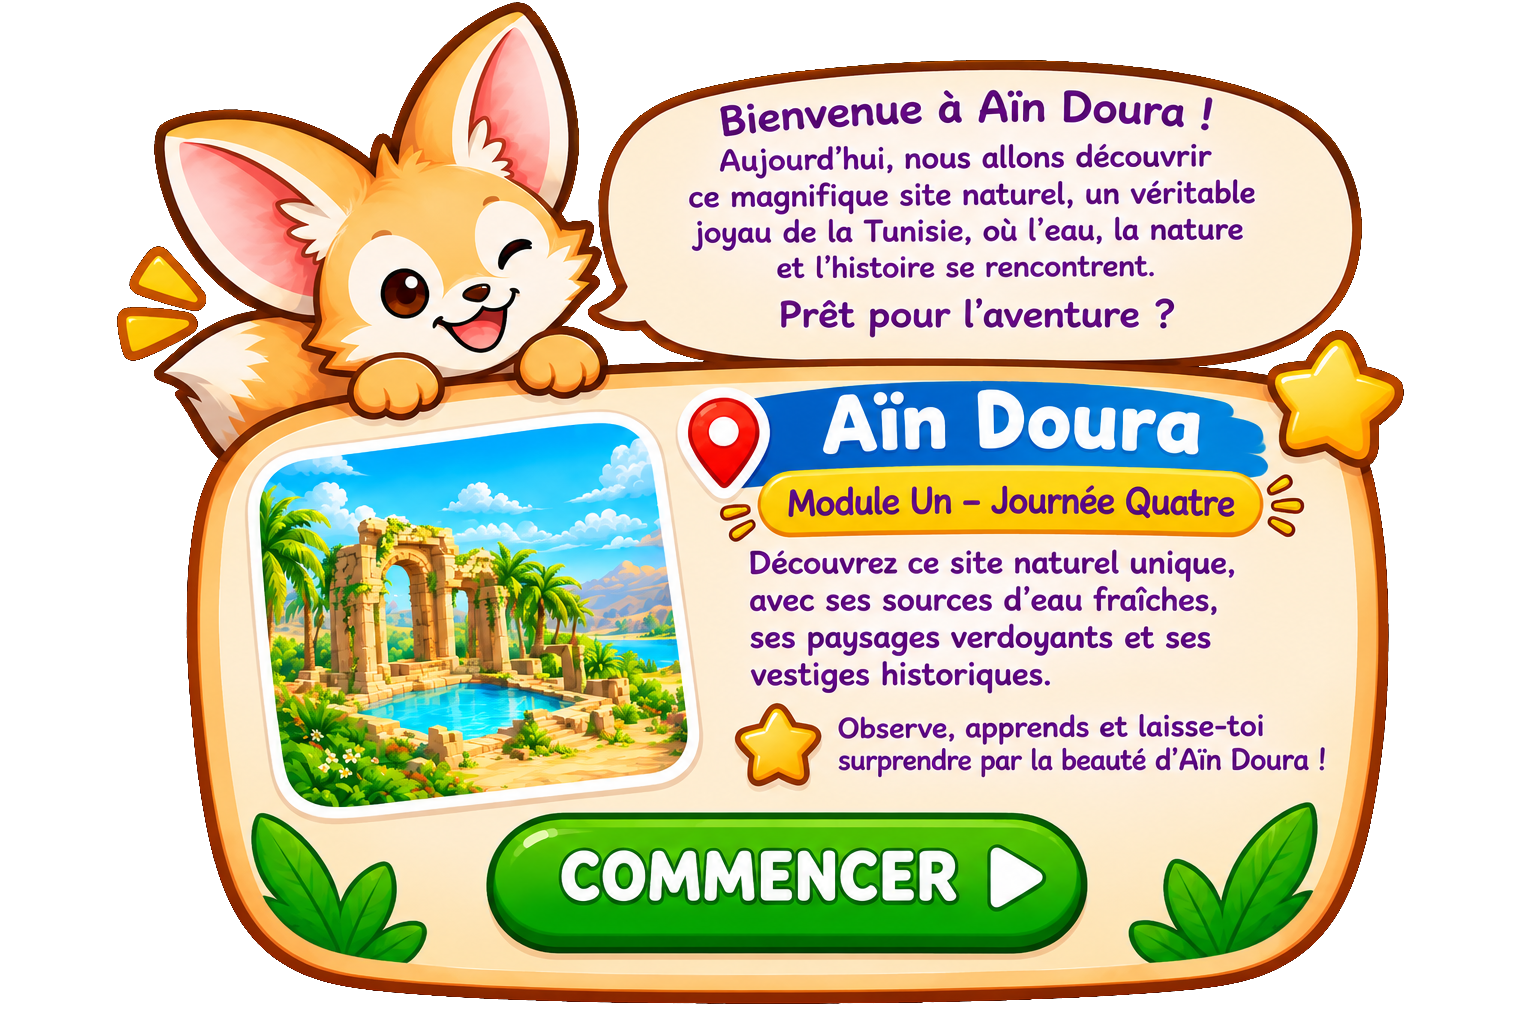 Bienvenue à Aïn Doura !
Aujourd’hui, nous allons découvrir
ce magnifique site naturel, un véritable
joyau de la Tunisie, où l’eau, la nature
et l’histoire se rencontrent.
Prêt pour l’aventure ?
Aïn Doura
Module Un – Journée Quatre
Découvrez ce site naturel unique,
avec ses sources d’eau fraîches,
ses paysages verdoyants et ses
vestiges historiques.
Observe, apprends et laisse-toi
surprendre par la beauté d’Aïn Doura !
COMMENCER